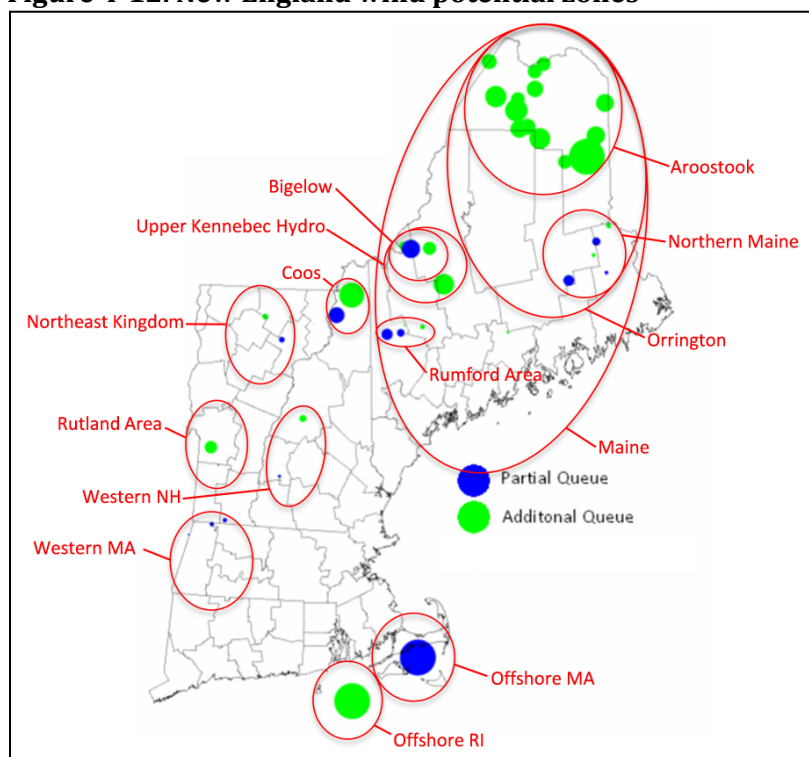 Figure 4-12: New England wind potential zones
Aroostook
Bigelow
Upper Kennebec Hydro
Northern Maine
Coos
Northeast Kingdom
Orrington
Rumford Area
Rutland Area
Maine
Partial Queue
Western NH
Additonal Queue
Western MA
Offshore MA
Offshore RI